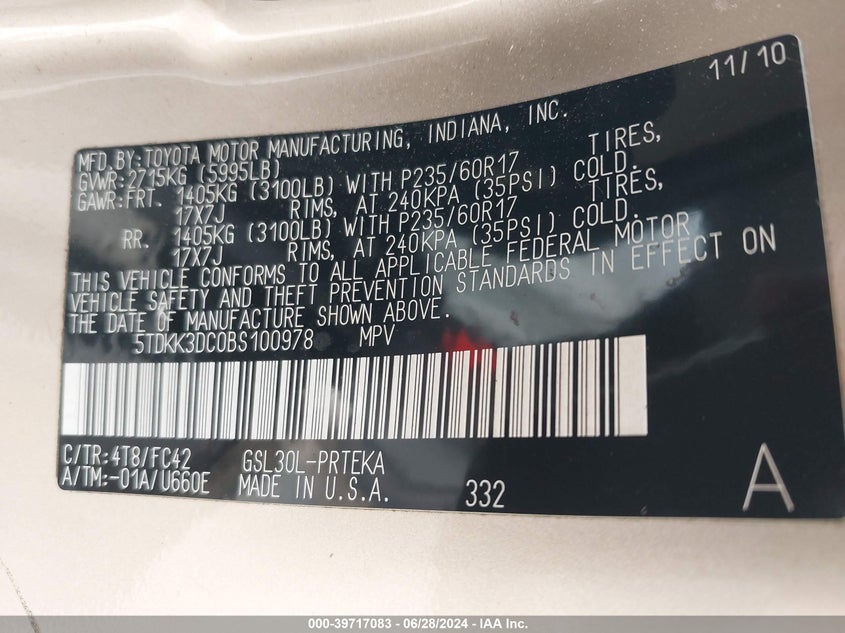 11/10
MFD. BY: TOYOTA MOTOR MANUFACTURING, INDIANA, INC.
GVWR: 2715KG (5995LB)
GAWR: FRT. 1405KG (3100LB) WITH P235/60R17 TIRES,
17X7J RIMS, AT 240KPA (35PSI) COLD.
RR. 1405KG (3100LB) WITH P235/60R17 TIRES,
17X7J RIMS, AT 240KPA (35PSI) COLD.
THIS VEHICLE CONFORMS TO ALL APPLICABLE FEDERAL MOTOR
VEHICLE SAFETY AND THEFT PREVENTION STANDARDS IN EFFECT ON
THE DATE OF MANUFACTURE SHOWN ABOVE.
5TDKK3DC0BS100978 MPV
C/TR: 4T8/FC42 GSL30L-PRTEKA
A/TM: -01A/U660E MADE IN U.S.A. 332 A
000-39717083 - 06/28/2024 - IAA Inc.